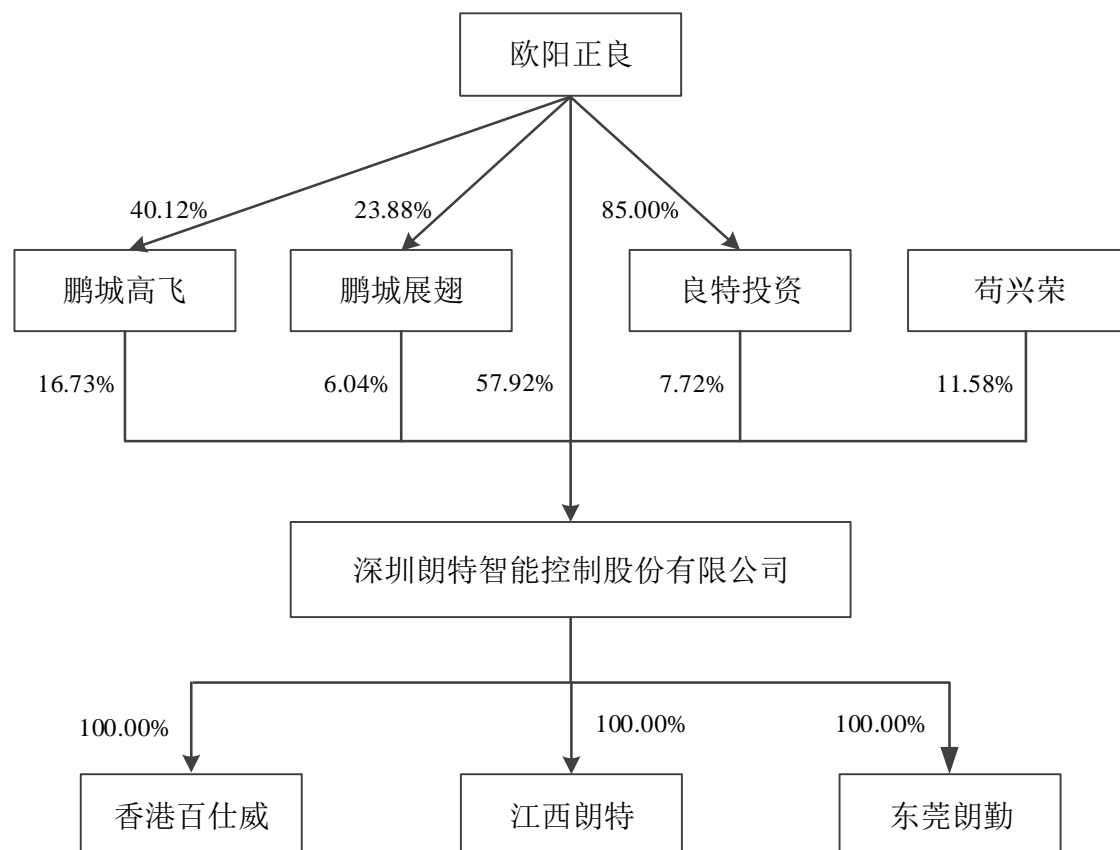 欧阳正良
40.12%
23.88%
85.00%
鹏城高飞
鹏城展翅
良特投资
苟兴荣
16.73%
6.04%
57.92%
7.72%
11.58%
深圳朗特智能控制股份有限公司
100.00%
100.00%
100.00%
香港百仕威
江西朗特
东莞朗勤